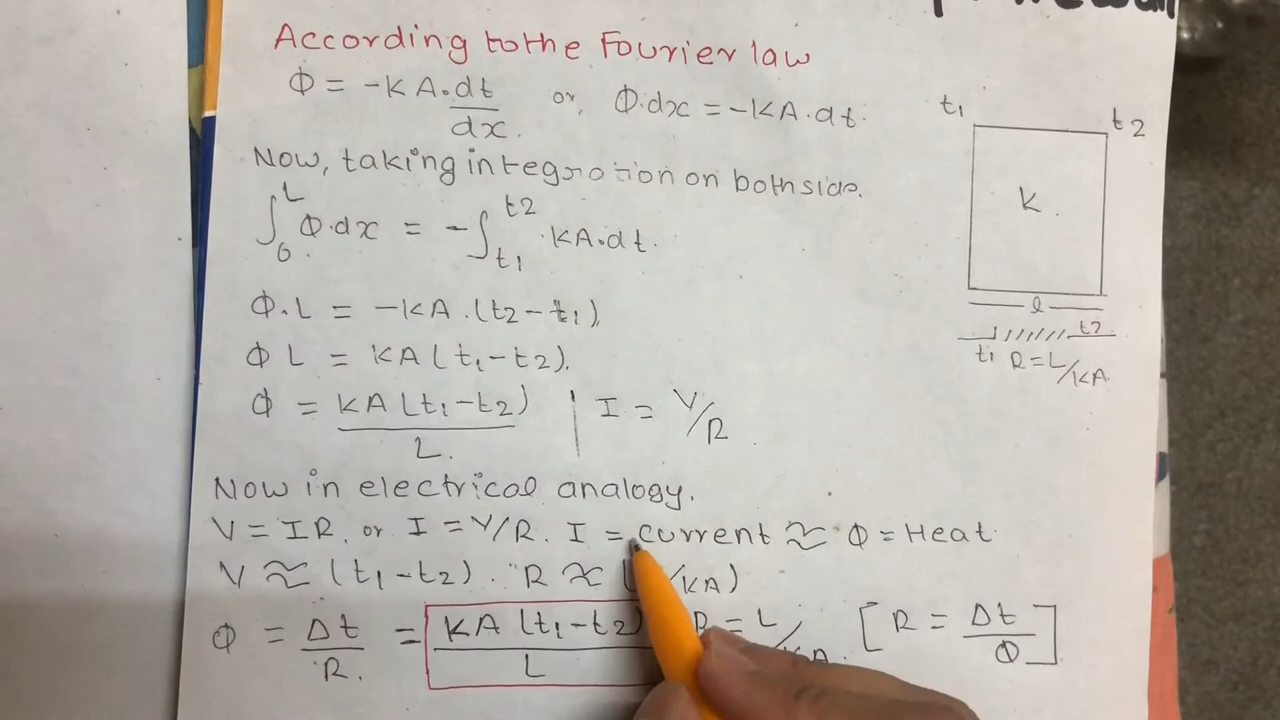 According to the Fourier law
Φ = -KA.dt/dx or, Φ.dx = -KA.dt.
Now, taking integration on both side.
∫₀ᴸ Φ.dx = -∫ₜ₁ᵗ² .KA.dt.
Φ.L = -KA.(t2-t1),
Φ L = KA(t1-t2).
Φ = KA(t1-t2)/L. | I = V/R
Now in electrical analogy.
V = IR, or I = V/R. I = current ≈ Φ = Heat
V ≈ (t1-t2). R ≈ (/KA)
Φ = Δt/R. = KA(t1-t2)/L R = L/KA [R = Δt/Φ]
t1
t2
K.
l
t2
t1 R = L/KA.